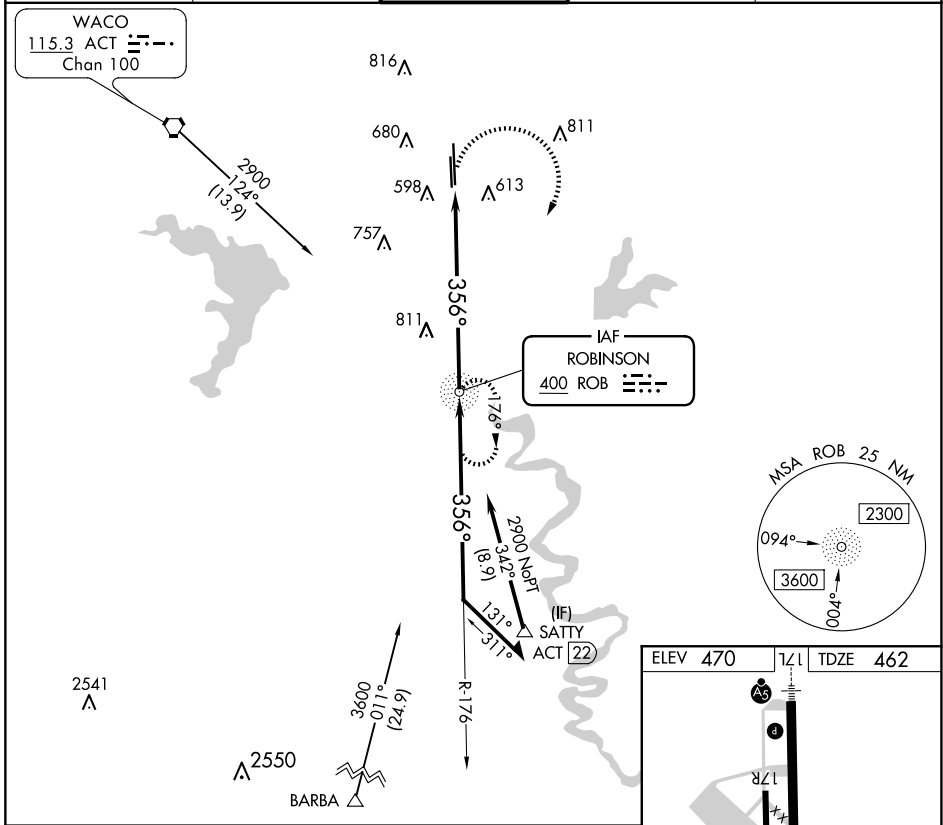 WACO
115.3 ACT
Chan 100
816
680
811
598
613
2900
124°
(13.9)
757
356°
811
IAF
ROBINSON
400 ROB
176°
MSA ROB 25 NM
2300
094°
3600
004°
356°
2900 NoPT
342°
(8.9)
131°
311°
(IF)
SATTY
ACT 22
R-176
2541
3600
011°
(24.9)
2550
BARBA
ELEV 470
17L
TDZE 462
A5
P
17R